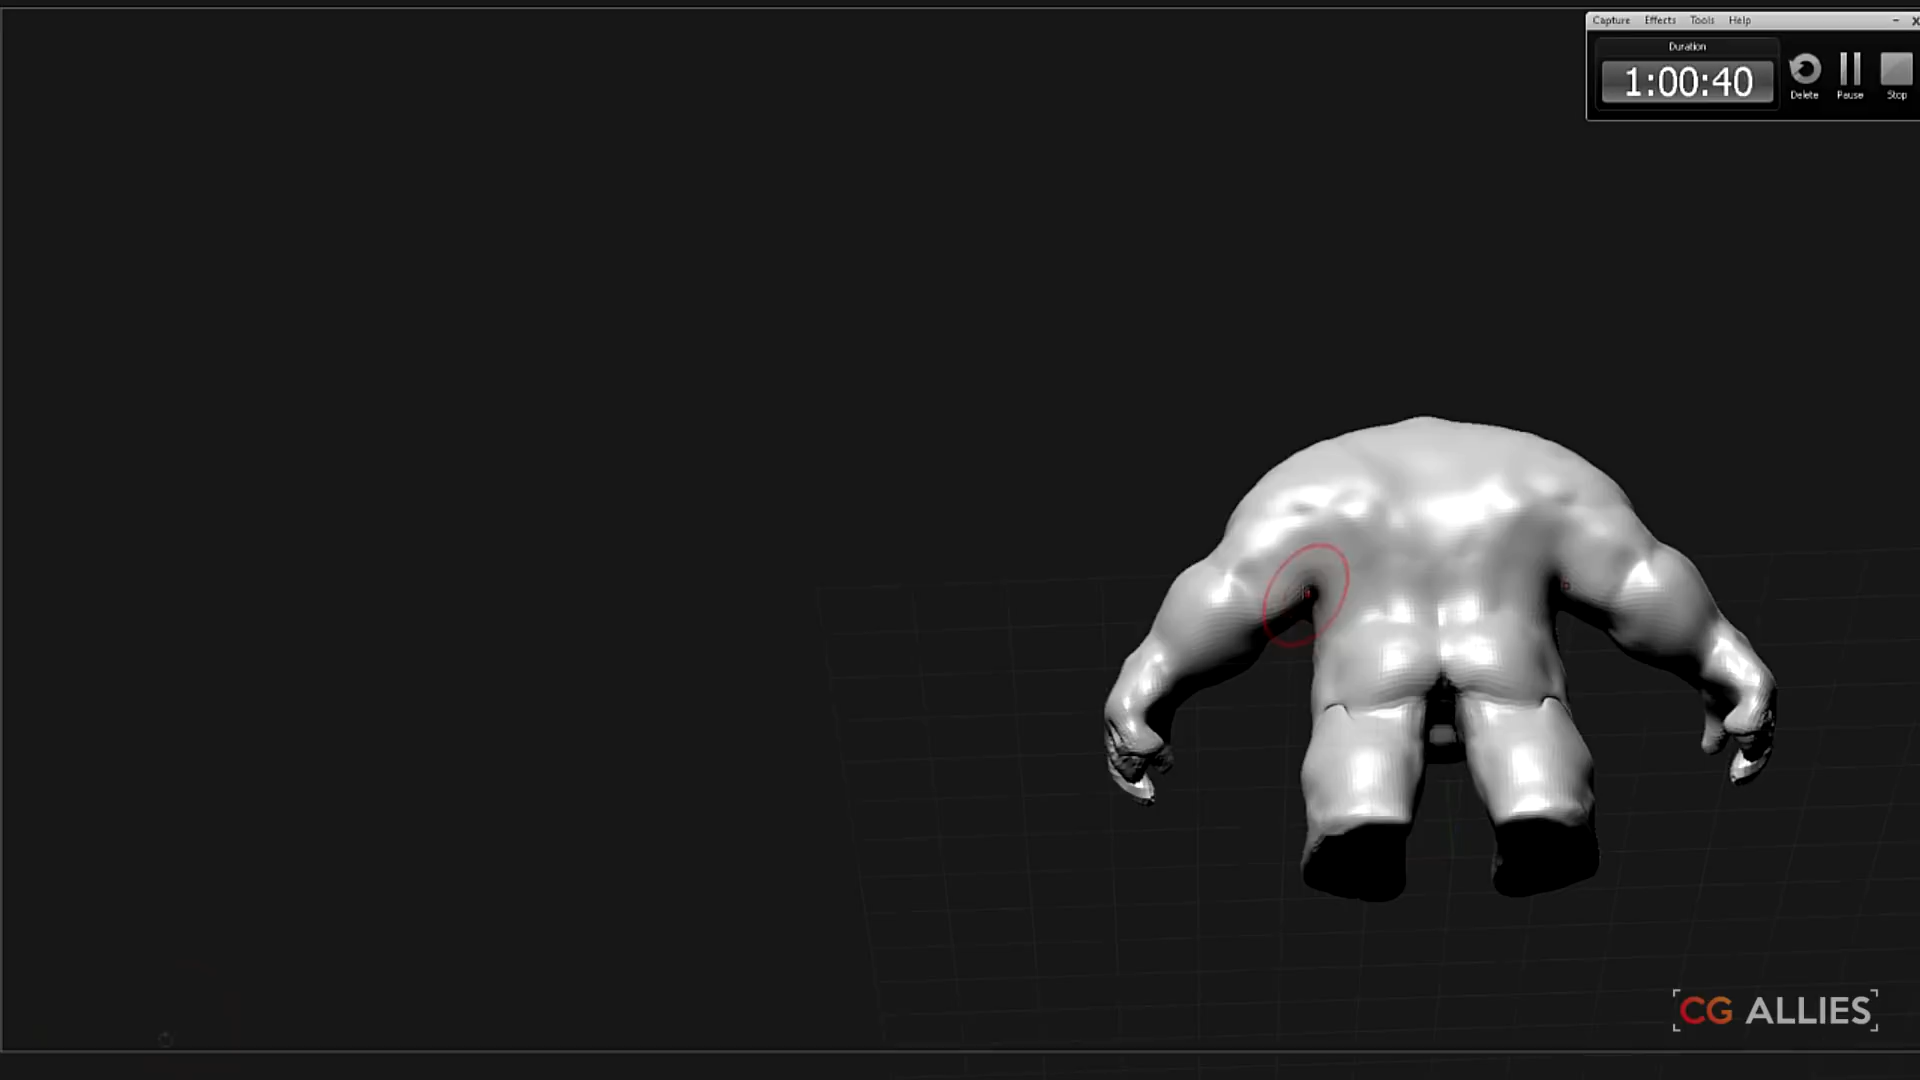 Capture Effects Tools Help
Duration
1:00:40
Delete Pause Stop
CG ALLIES